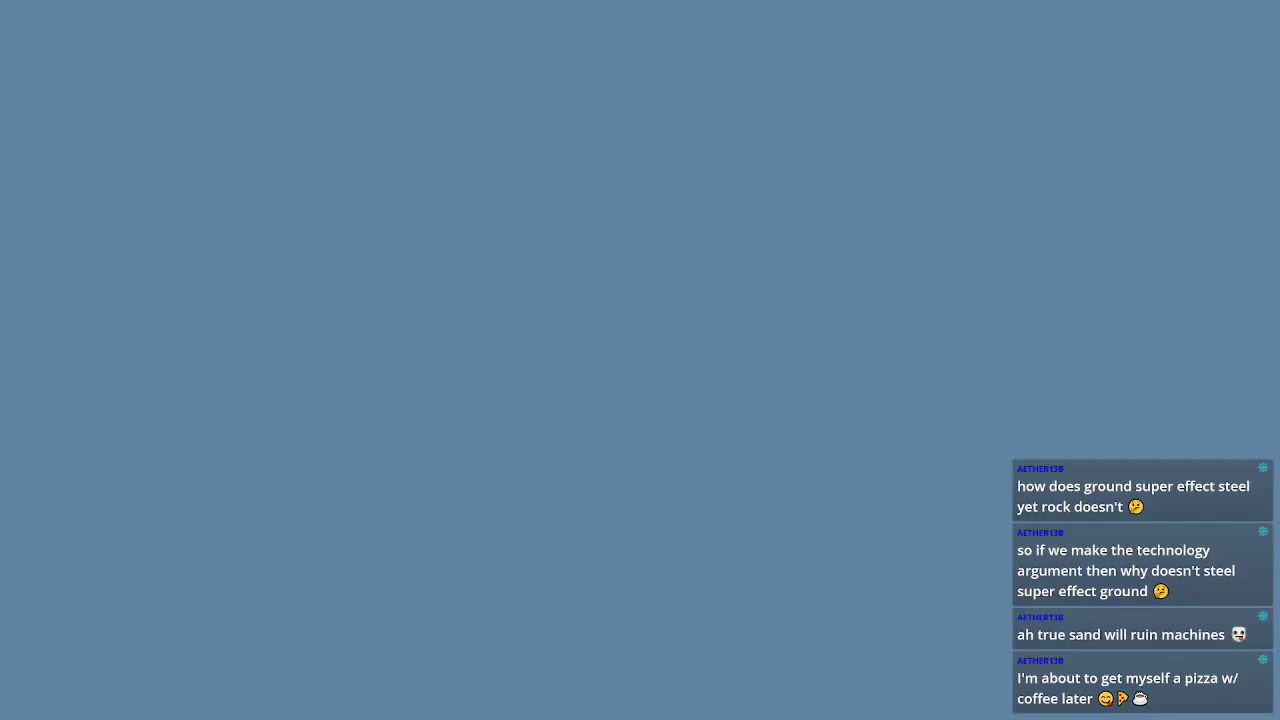 AETHER13B
how does ground super effect steel
yet rock doesn't 🤔
AETHER13B
so if we make the technology
argument then why doesn't steel
super effect ground 🤔
AETHER13B
ah true sand will ruin machines
AETHER13B
I'm about to get myself a pizza w/
coffee later 😋🍕☕